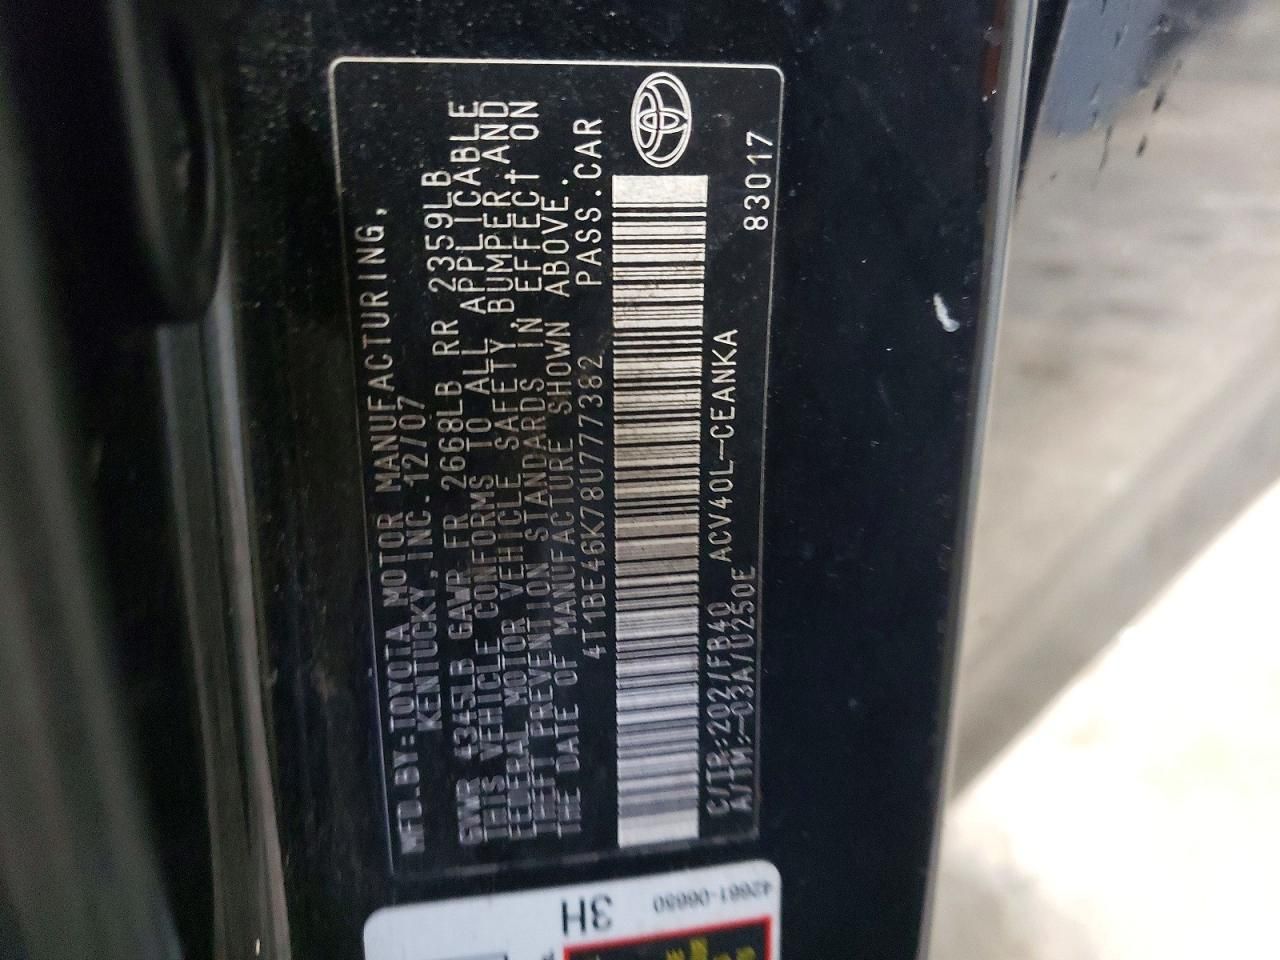 MFD.BY:TOYOTA MOTOR MANUFACTURING,
KENTUCKY,INC.12/07
GVWR 4345LB GAWR FR 2668LB RR 2359LB
THIS VEHICLE CONFORMS TO ALL APPLICABLE
FEDERAL MOTOR VEHICLE SAFETY, BUMPER, AND
THEFT PREVENTION STANDARDS IN EFFECT ON
THE DATE OF MANUFACTURE SHOWN ABOVE.
4T1BE46K78U777382 PASS.CAR
C/TR:202/FB40 ACV40L-CEANKA
A/TM:-03A/U250E
83017
3H
42661-06650